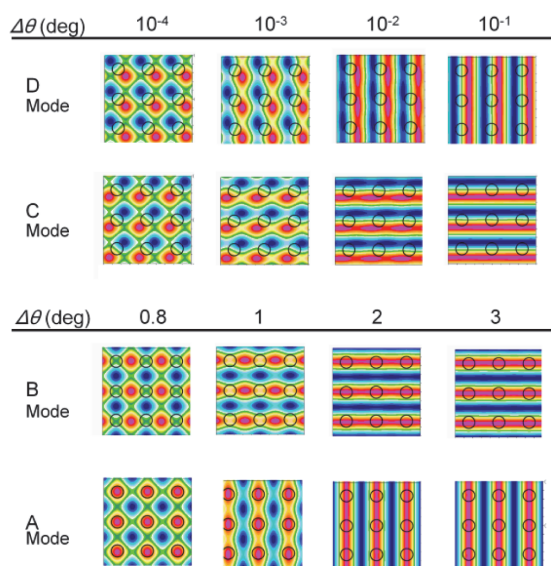 Δθ (deg) 10⁻⁴ 10⁻³ 10⁻² 10⁻¹
D
Mode
C
Mode
Δθ (deg) 0.8 1 2 3
B
Mode
A
Mode